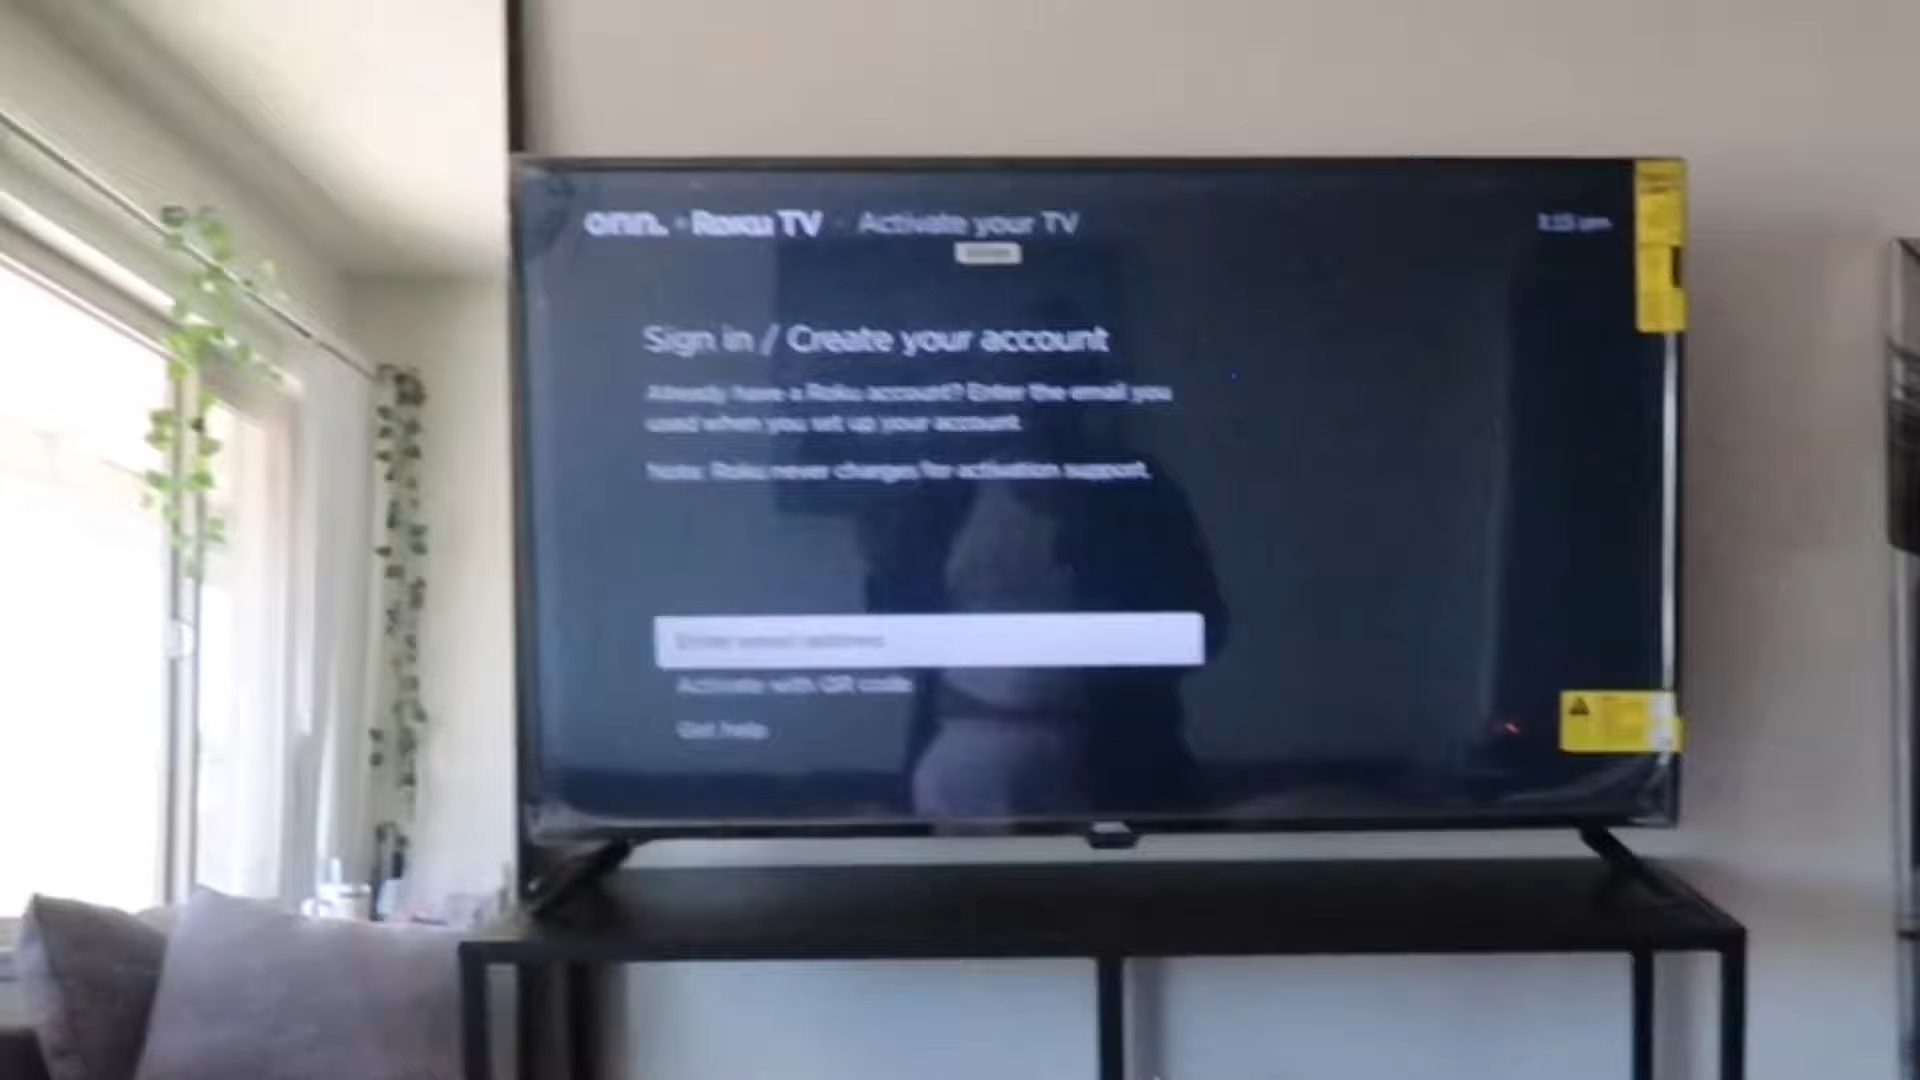 onn. • Roku TV Activate your TV
Sign in / Create your account
Already have a Roku account? Enter the email you
used when you set up your account
Note: Roku never charges for activation support.
Enter email address
Activate with QR code
Get help